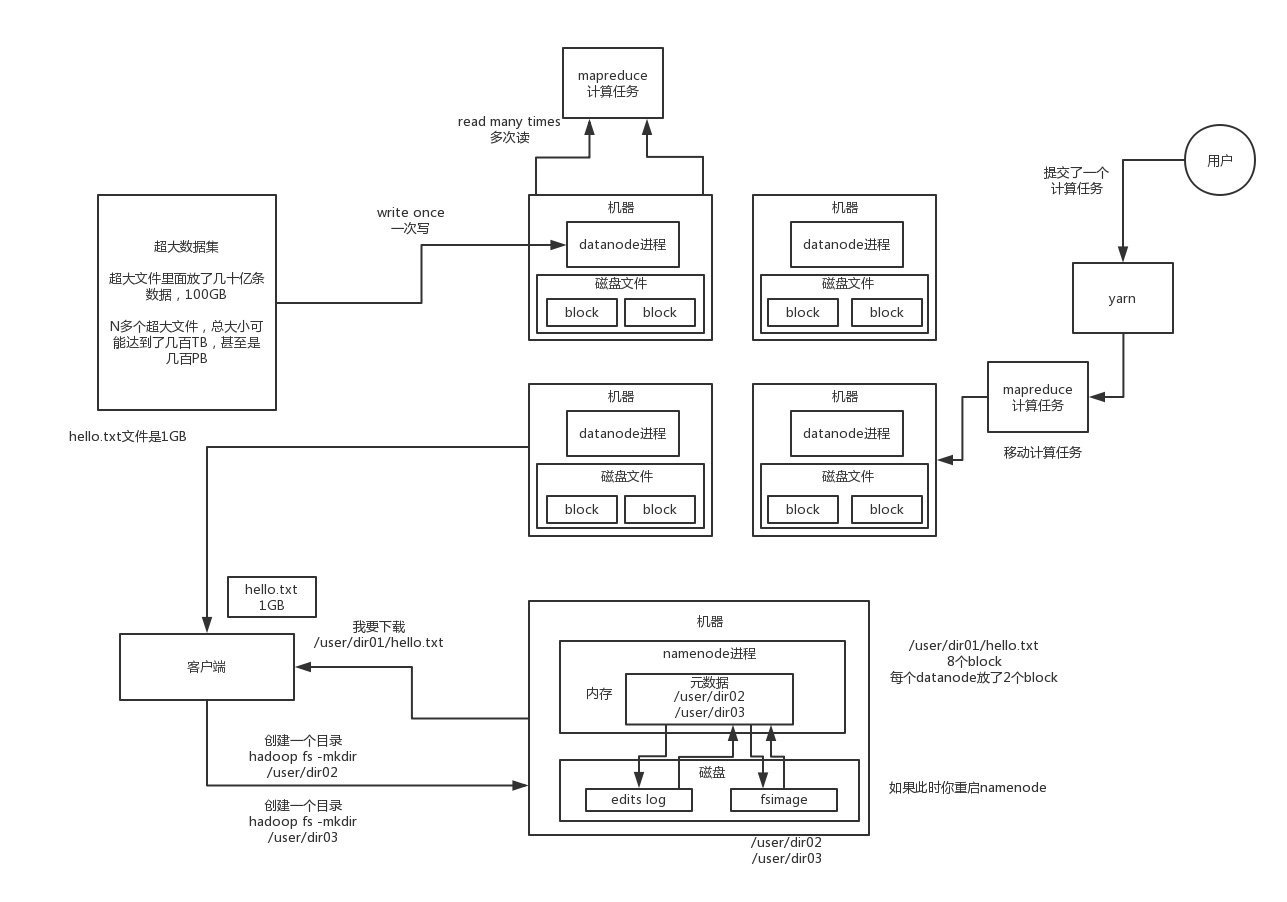 mapreduce
计算任务
read many times
多次读
用户
提交了一个
计算任务
write once
一次写
超大数据集
超大文件里面放了几十亿条
数据，100GB
N多个超大文件，总大小可
能达到了几百TB，甚至是
几百PB
机器
datanode进程
磁盘文件
block
block
机器
datanode进程
磁盘文件
block
block
yarn
mapreduce
计算任务
移动计算任务
hello.txt文件是1GB
机器
datanode进程
磁盘文件
block
block
机器
datanode进程
磁盘文件
block
block
hello.txt
1GB
我要下载
/user/dir01/hello.txt
客户端
机器
namenode进程
内存
元数据
/user/dir02
/user/dir03
/user/dir01/hello.txt
8个block
每个datanode放了2个block
创建一个目录
hadoop fs -mkdir
/user/dir02
创建一个目录
hadoop fs -mkdir
/user/dir03
磁盘
edits log
fsimage
如果此时你重启namenode
/user/dir02
/user/dir03